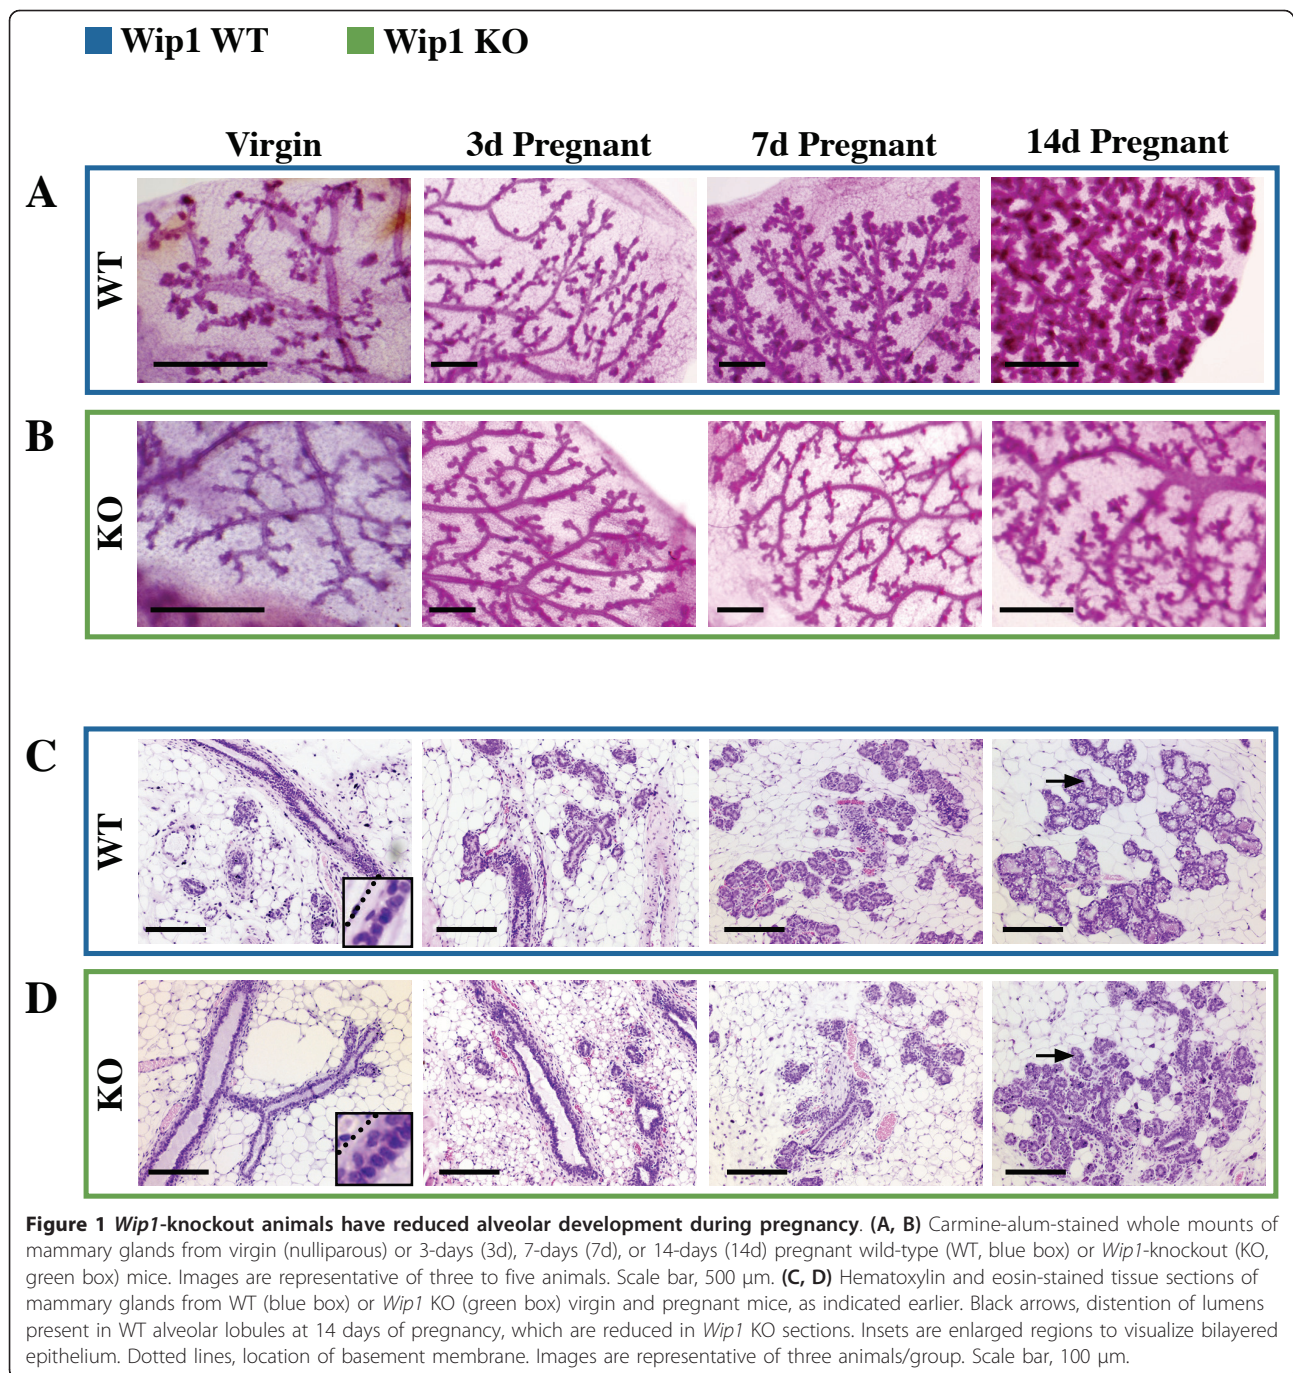 Wip1 WT Wip1 KO
Virgin 3d Pregnant 7d Pregnant 14d Pregnant
A
WT
B
KO
C
WT
D
KO
Figure 1 Wip1-knockout animals have reduced alveolar development during pregnancy. (A, B) Carmine-alum-stained whole mounts of
mammary glands from virgin (nulliparous) or 3-days (3d), 7-days (7d), or 14-days (14d) pregnant wild-type (WT, blue box) or Wip1-knockout (KO,
green box) mice. Images are representative of three to five animals. Scale bar, 500 μm. (C, D) Hematoxylin and eosin-stained tissue sections of
mammary glands from WT (blue box) or Wip1 KO (green box) virgin and pregnant mice, as indicated earlier. Black arrows, distention of lumens
present in WT alveolar lobules at 14 days of pregnancy, which are reduced in Wip1 KO sections. Insets are enlarged regions to visualize bilayered
epithelium. Dotted lines, location of basement membrane. Images are representative of three animals/group. Scale bar, 100 μm.